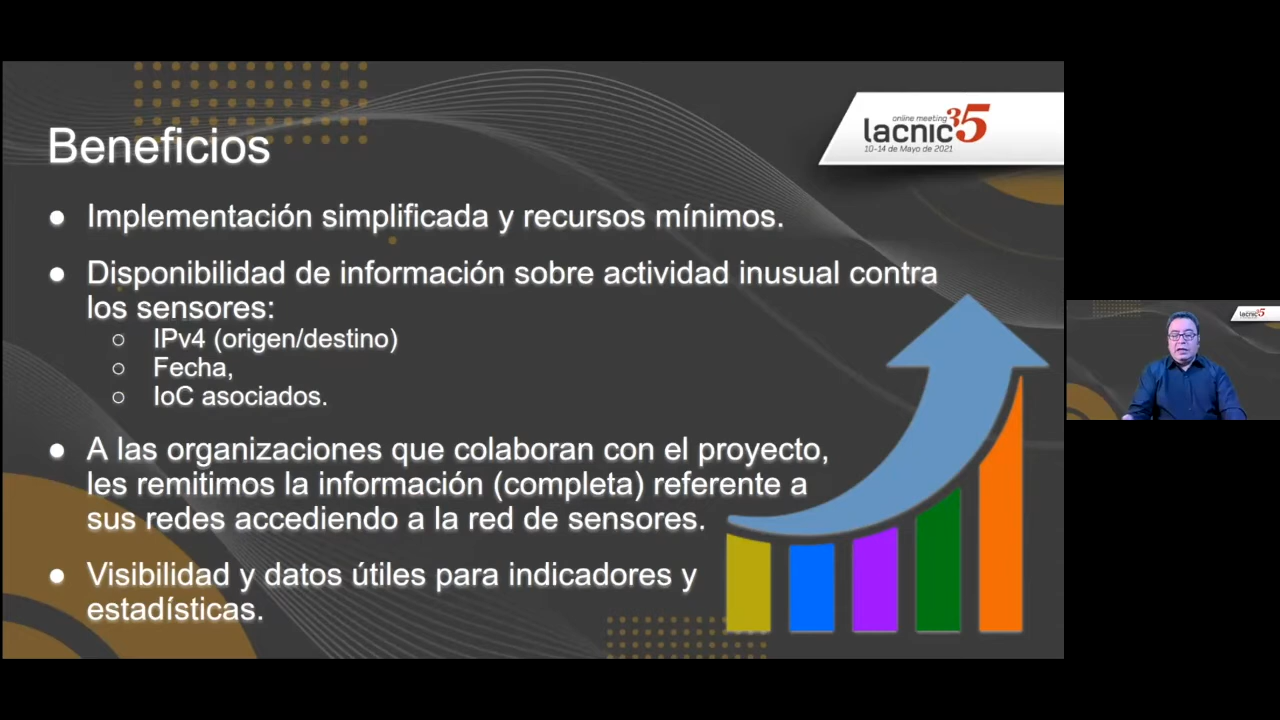 Beneficios
online meeting
lacnic35
10-14 de Mayo de 2021
● Implementación simplificada y recursos mínimos.
● Disponibilidad de información sobre actividad inusual contra
los sensores:
○ IPv4 (origen/destino)
○ Fecha,
○ IoC asociados.
● A las organizaciones que colaboran con el proyecto,
les remitimos la información (completa) referente a
sus redes accediendo a la red de sensores.
● Visibilidad y datos útiles para indicadores y
estadísticas.
lacnic35